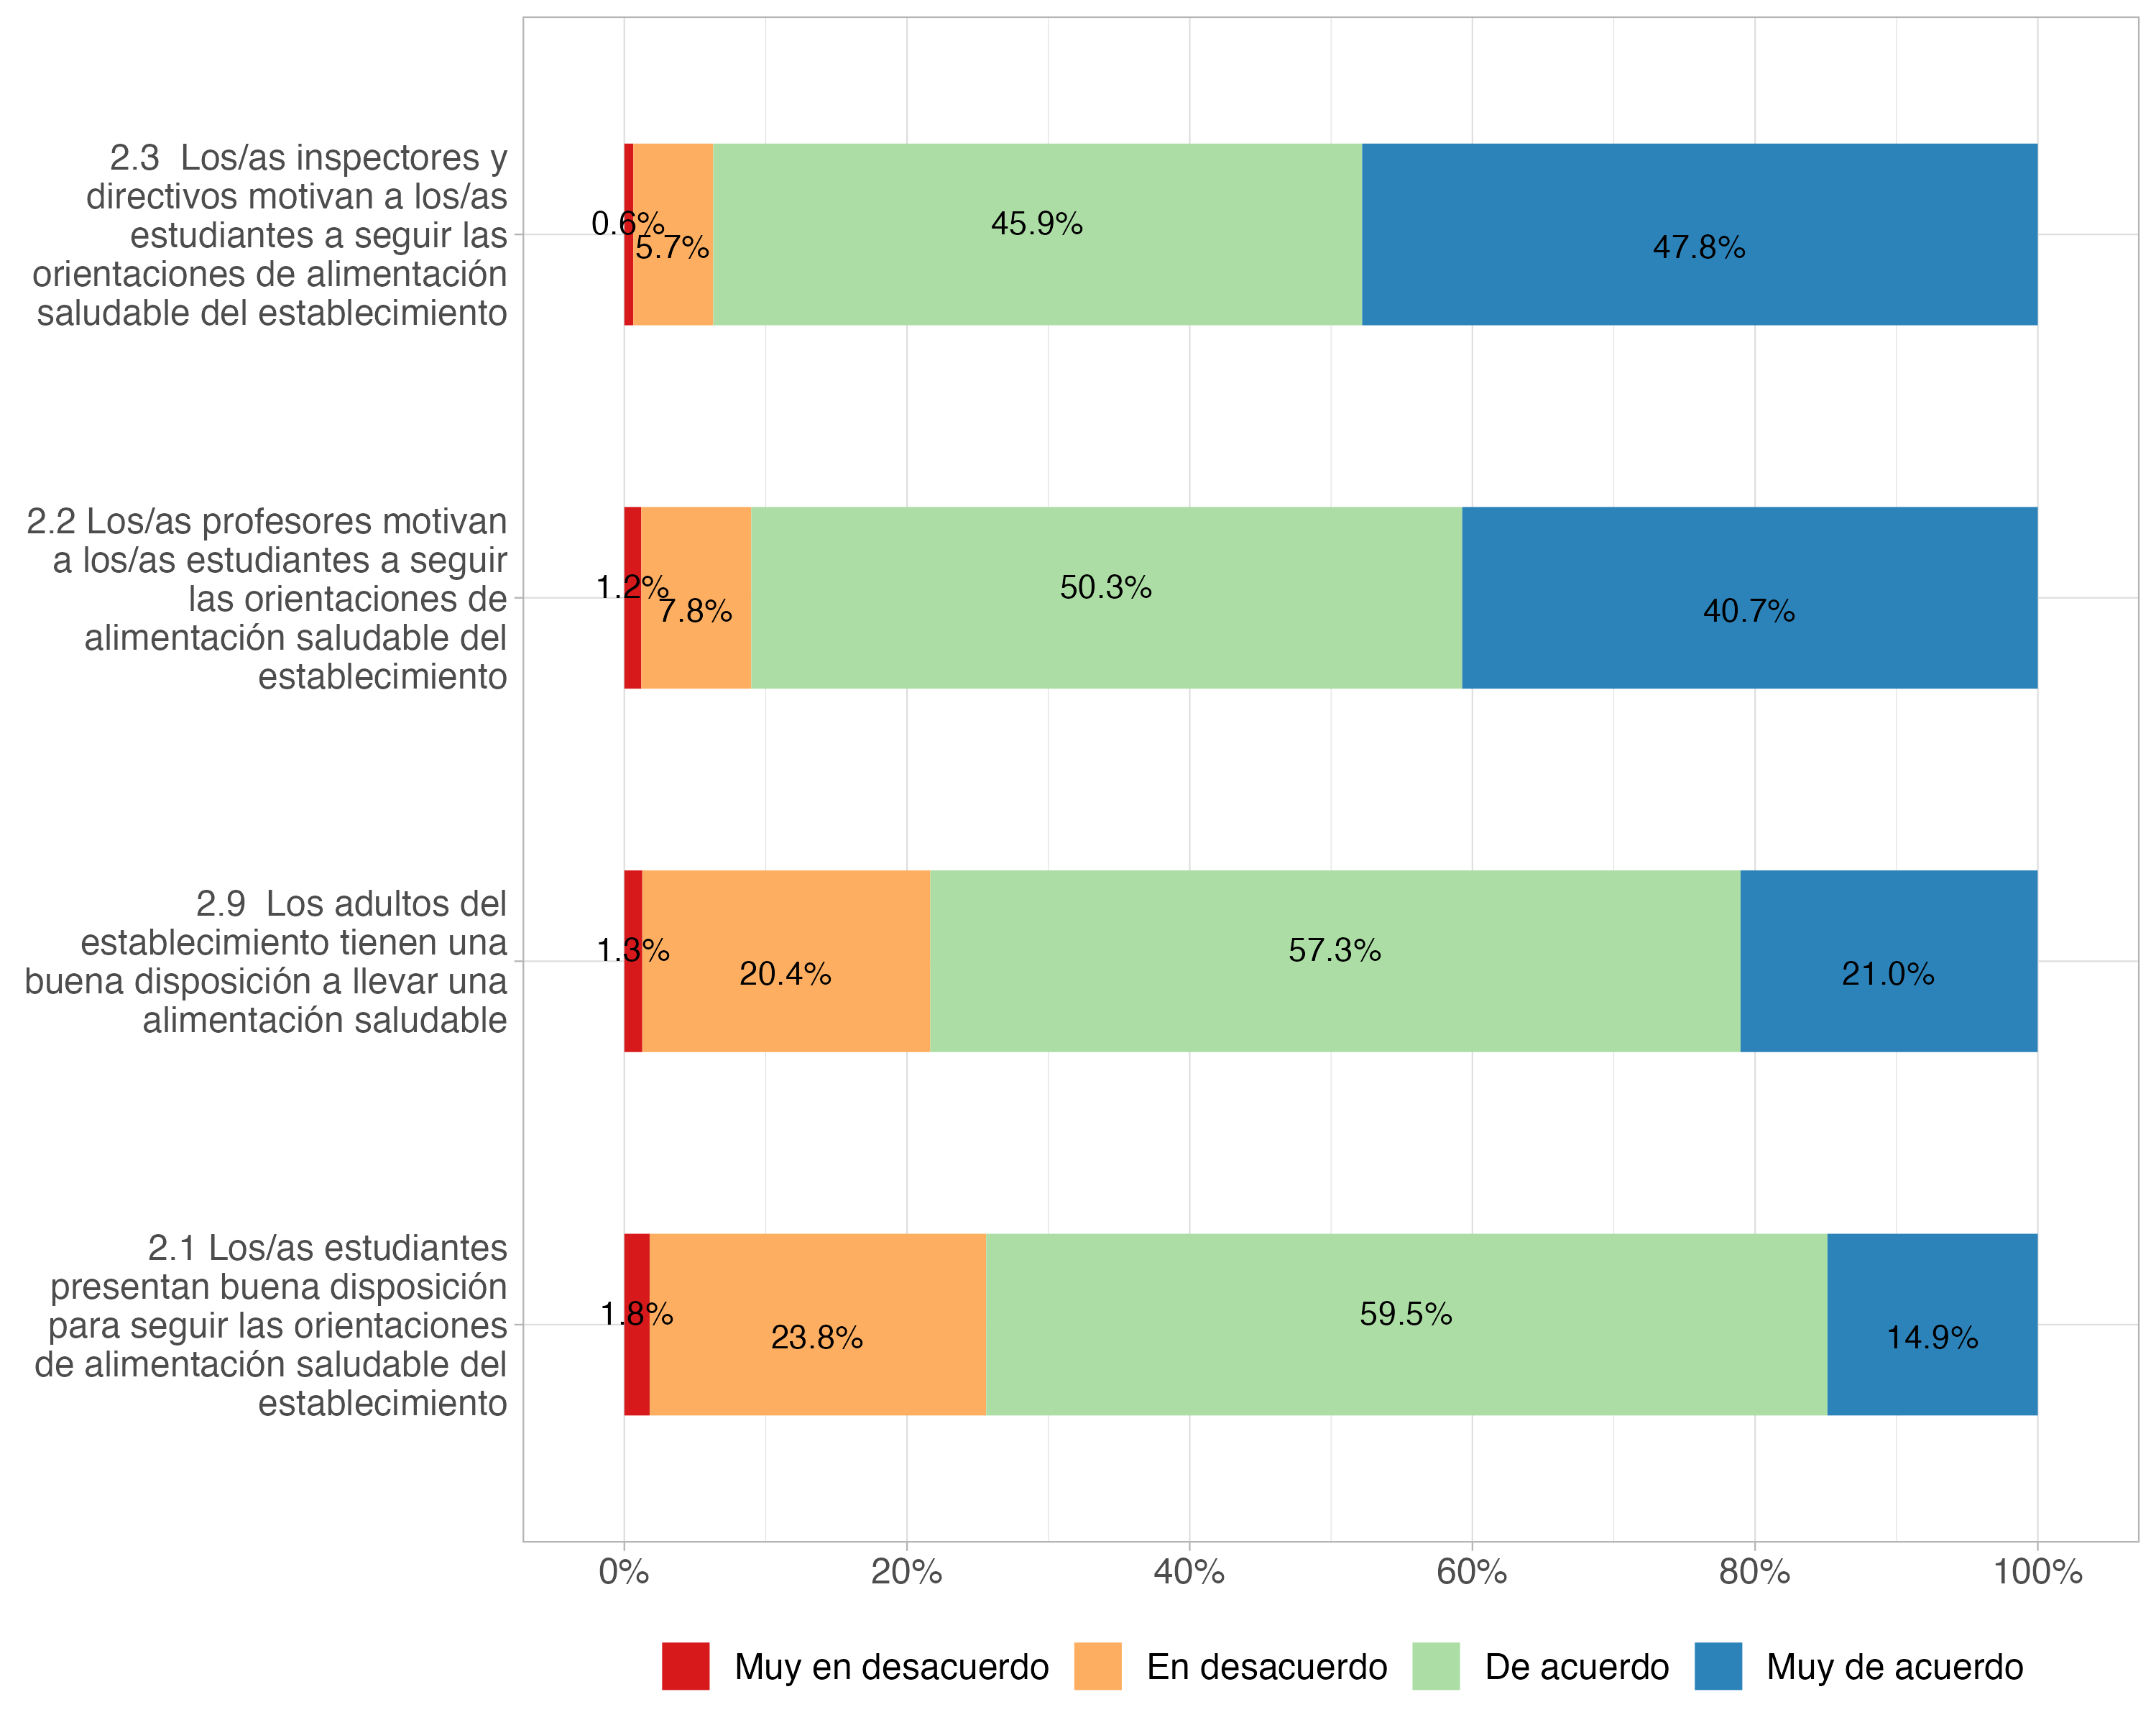 2.3  Los/as inspectores y
directivos motivan a los/as
estudiantes a seguir las
orientaciones de alimentación
saludable del establecimiento
0.6%
5.7%
45.9%
47.8%
2.2 Los/as profesores motivan
a los/as estudiantes a seguir
las orientaciones de
alimentación saludable del
establecimiento
1.2%
7.8%
50.3%
40.7%
2.9  Los adultos del
establecimiento tienen una
buena disposición a llevar una
alimentación saludable
1.3%
20.4%
57.3%
21.0%
2.1 Los/as estudiantes
presentan buena disposición
para seguir las orientaciones
de alimentación saludable del
establecimiento
1.8%
23.8%
59.5%
14.9%
0% 20% 40% 60% 80% 100%
Muy en desacuerdo En desacuerdo De acuerdo Muy de acuerdo